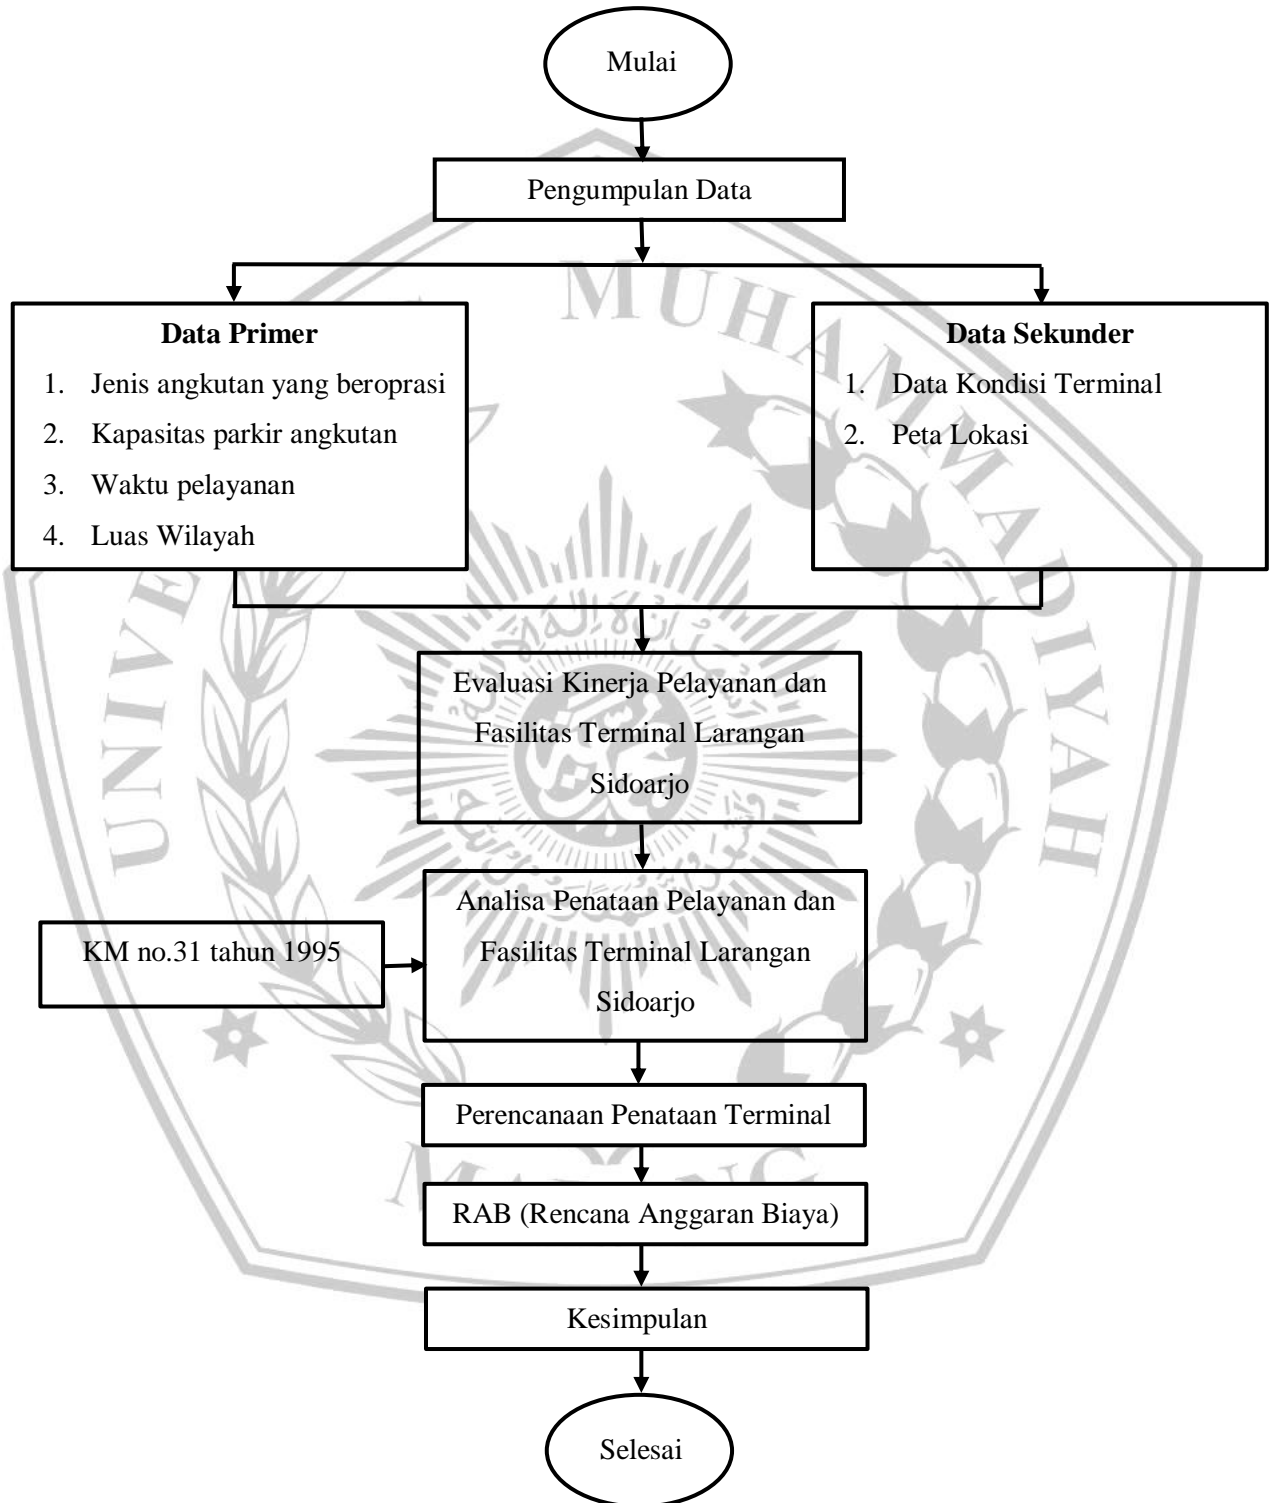 Mulai
Pengumpulan Data
Data Primer
1. Jenis angkutan yang beroprasi
2. Kapasitas parkir angkutan
3. Waktu pelayanan
4. Luas Wilayah
Data Sekunder
1. Data Kondisi Terminal
2. Peta Lokasi
Evaluasi Kinerja Pelayanan dan
Fasilitas Terminal Larangan
Sidoarjo
KM no.31 tahun 1995
Analisa Penataan Pelayanan dan
Fasilitas Terminal Larangan
Sidoarjo
Perencanaan Penataan Terminal
RAB (Rencana Anggaran Biaya)
Kesimpulan
Selesai
MUHAMMADIYAH